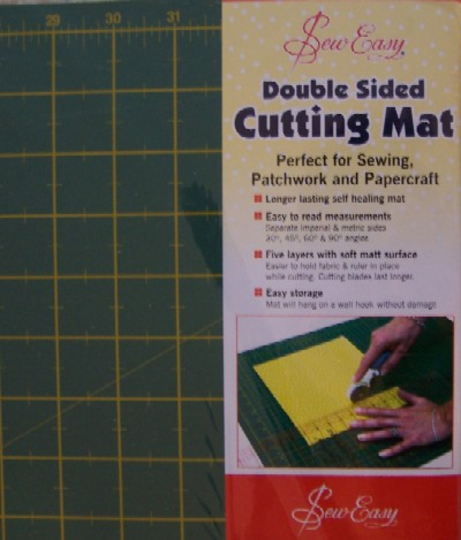 29 30 31
Sew Easy
Double Sided
Cutting Mat
Perfect for Sewing,
Patchwork and Papercraft
Longer lasting self healing mat
Easy to read measurements
Separate imperial & metric sides
30°, 45°, 60° & 90° angles
Five layers with soft matt surface
Easier to hold fabric & ruler in place
while cutting. Cutting blades last longer.
Easy storage
Mat will hang on a wall hook without damage
Sew Easy